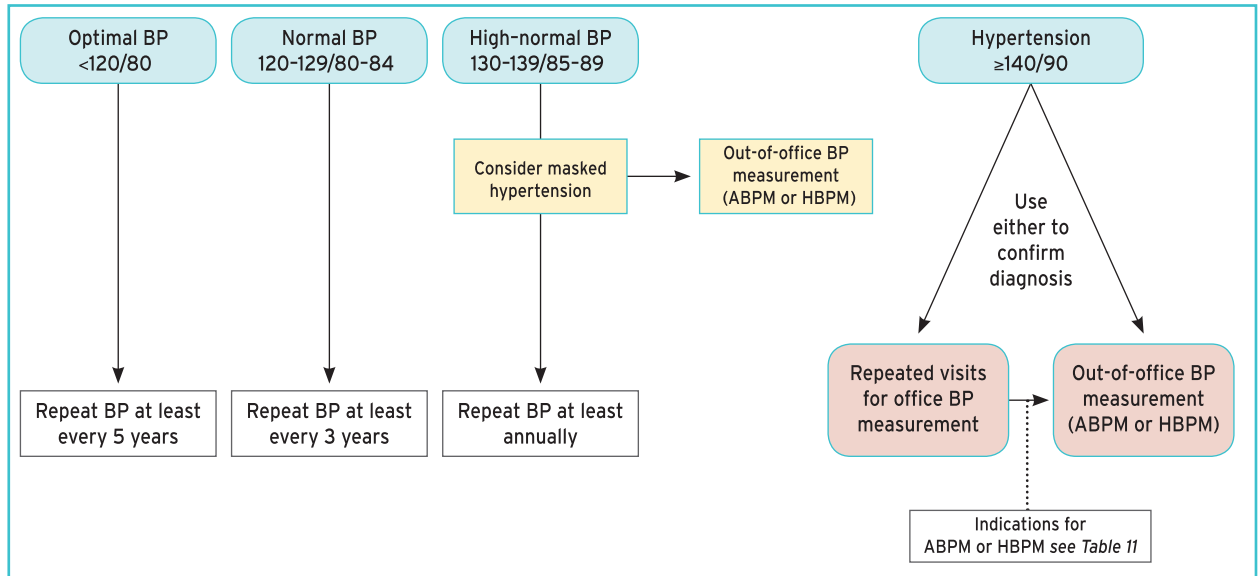 Optimal BP
<120/80
Normal BP
120–129/80–84
High–normal BP
130–139/85–89
Hypertension
≥140/90
Consider masked
hypertension
Out-of-office BP
measurement
(ABPM or HBPM)
Use
either to
confirm
diagnosis
Repeat BP at least
every 5 years
Repeat BP at least
every 3 years
Repeat BP at least
annually
Repeated visits
for office BP
measurement
Out-of-office BP
measurement
(ABPM or HBPM)
Indications for
ABPM or HBPM see Table 11